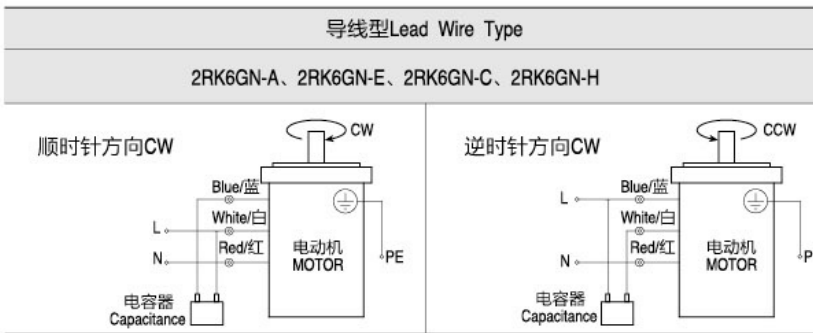 导线型Lead Wire Type
2RK6GN-A、2RK6GN-E、2RK6GN-C、2RK6GN-H
顺时针方向CW
CW
Blue/蓝
L
White/白
N
Red/红
电动机
MOTOR
PE
电容器
Capacitance
逆时针方向CW
CCW
L
Blue/蓝
White/白
N
Red/红
电动机
MOTOR
P
电容器
Capacitance